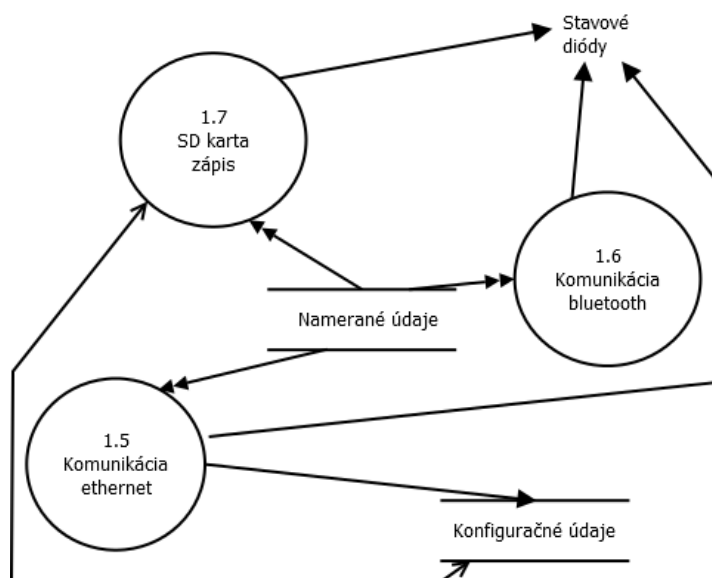 Stavové
diódy
1.7
SD karta
zápis
1.6
Komunikácia
bluetooth
Namerané údaje
1.5
Komunikácia
ethernet
Konfiguračné údaje